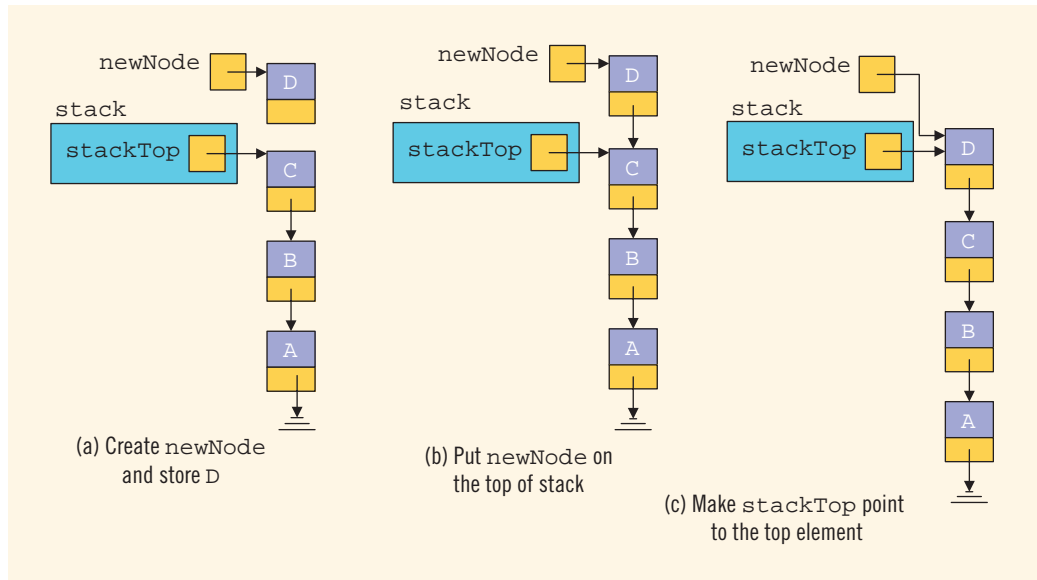 newNode
D
stack
stackTop
C
B
A
(a) Create newNode
and store D
newNode
D
stack
stackTop
C
B
A
(b) Put newNode on
the top of stack
newNode
stack
stackTop
D
C
B
A
(c) Make stackTop point
to the top element